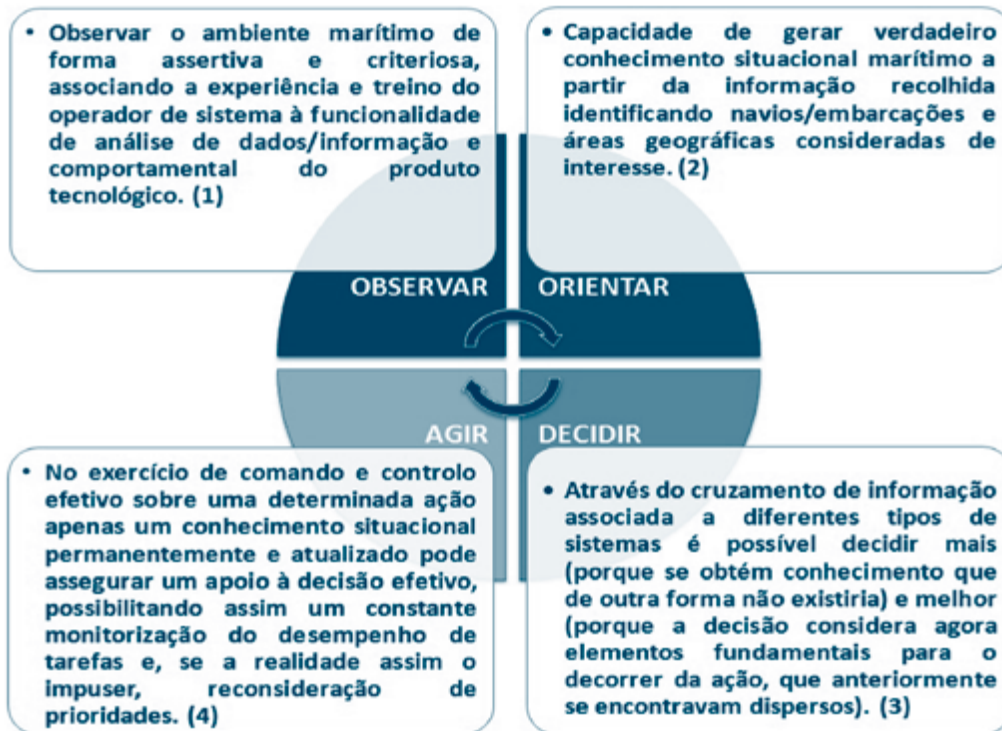 • Observar o ambiente marítimo de
forma assertiva e criteriosa,
associando a experiência e treino do
operador de sistema à funcionalidade
de análise de dados/informação e
comportamental do produto
tecnológico. (1)
• Capacidade de gerar verdadeiro
conhecimento situacional marítimo a
partir da informação recolhida
identificando navios/embarcações e
áreas geográficas consideradas de
interesse. (2)
OBSERVAR
ORIENTAR
AGIR
DECIDIR
• No exercício de comando e controlo
efetivo sobre uma determinada ação
apenas um conhecimento situacional
permanentemente e atualizado pode
assegurar um apoio à decisão efetivo,
possibilitando assim um constante
monitorização do desempenho de
tarefas e, se a realidade assim o
impuser, reconsideração de
prioridades. (4)
• Através do cruzamento de informação
associada a diferentes tipos de
sistemas é possível decidir mais
(porque se obtém conhecimento que
de outra forma não existiria) e melhor
(porque a decisão considera agora
elementos fundamentais para o
decorrer da ação, que anteriormente
se encontravam dispersos). (3)